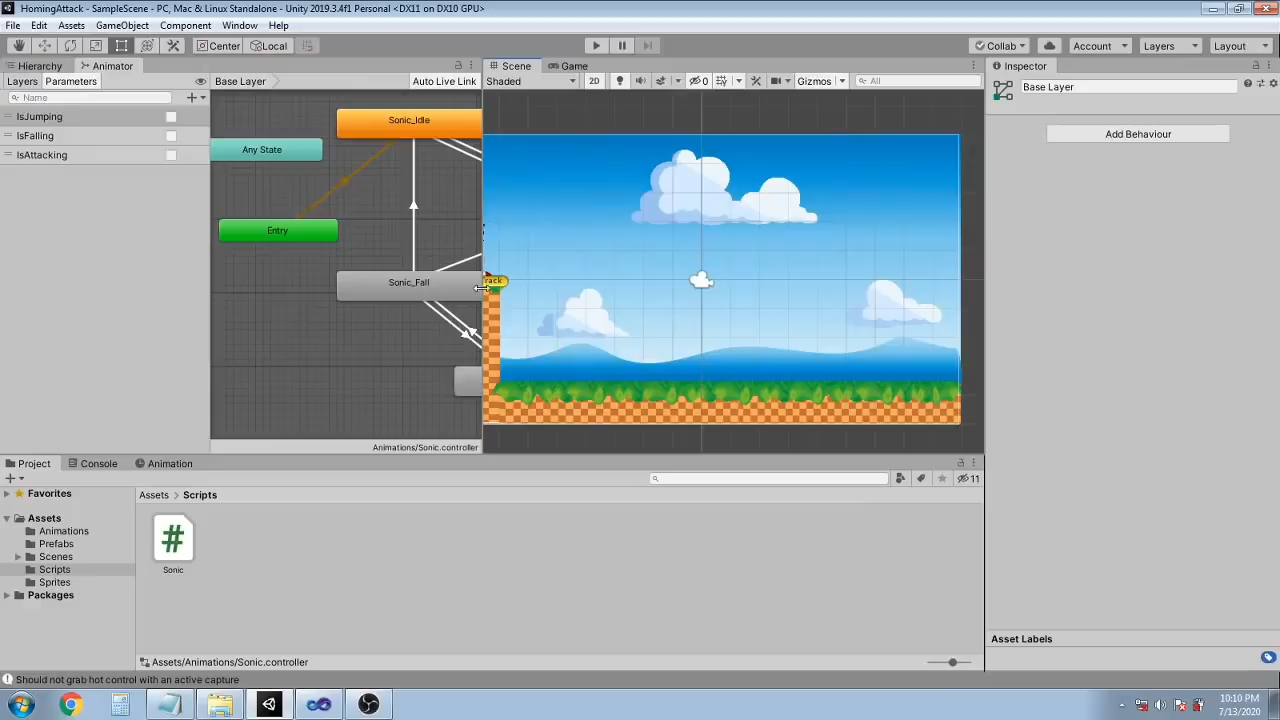 HomingAttack - SampleScene - PC, Mac & Linux Standalone - Unity 2019.3.4f1 Personal <DX11 on DX10 GPU>
File Edit Assets GameObject Component Window Help
Center Local Collab Account Layers Layout
Hierarchy Animator Scene Game Inspector
Layers Parameters Base Layer Auto Live Link Shaded 2D 0 Gizmos All Base Layer
Name
IsJumping
IsFalling
IsAttacking
Sonic_Idle
Any State
Entry
Sonic_Fall
rack
Add Behaviour
Animations/Sonic.controller
Project Console Animation
11
Favorites
Assets > Scripts
Assets
Animations
Prefabs
Scenes
Scripts
Sprites
Packages
#
Sonic
Asset Labels
Assets/Animations/Sonic.controller
Should not grab hot control with an active capture
10:10 PM
7/13/2020